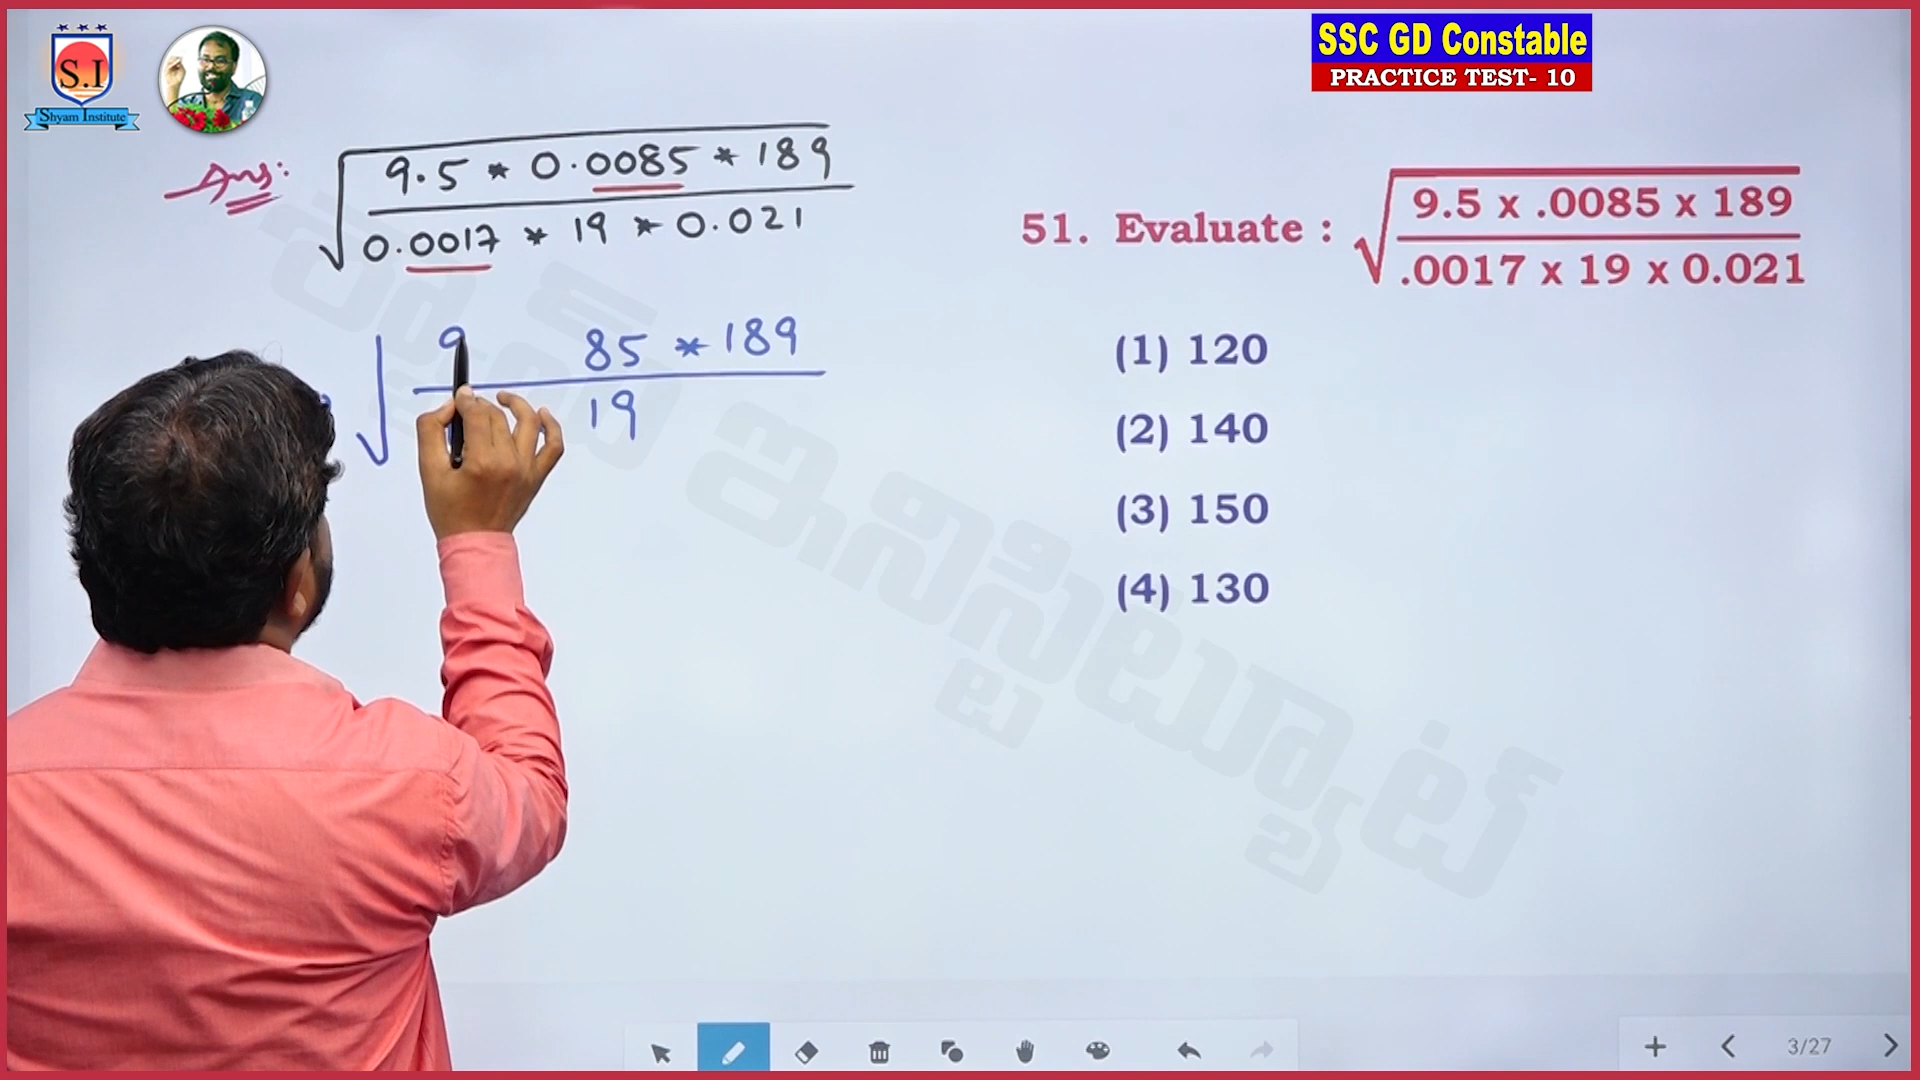 ★ ★ ★
S.I
Shyam Institute
SSC GD Constable
PRACTICE TEST- 10
Ans:
√ 9.5 * 0.0085 * 189
0.0017 * 19 * 0.021
9 85 * 189
19
51. Evaluate : √ 9.5 x .0085 x 189
.0017 x 19 x 0.021
(1) 120
(2) 140
(3) 150
(4) 130
3/27